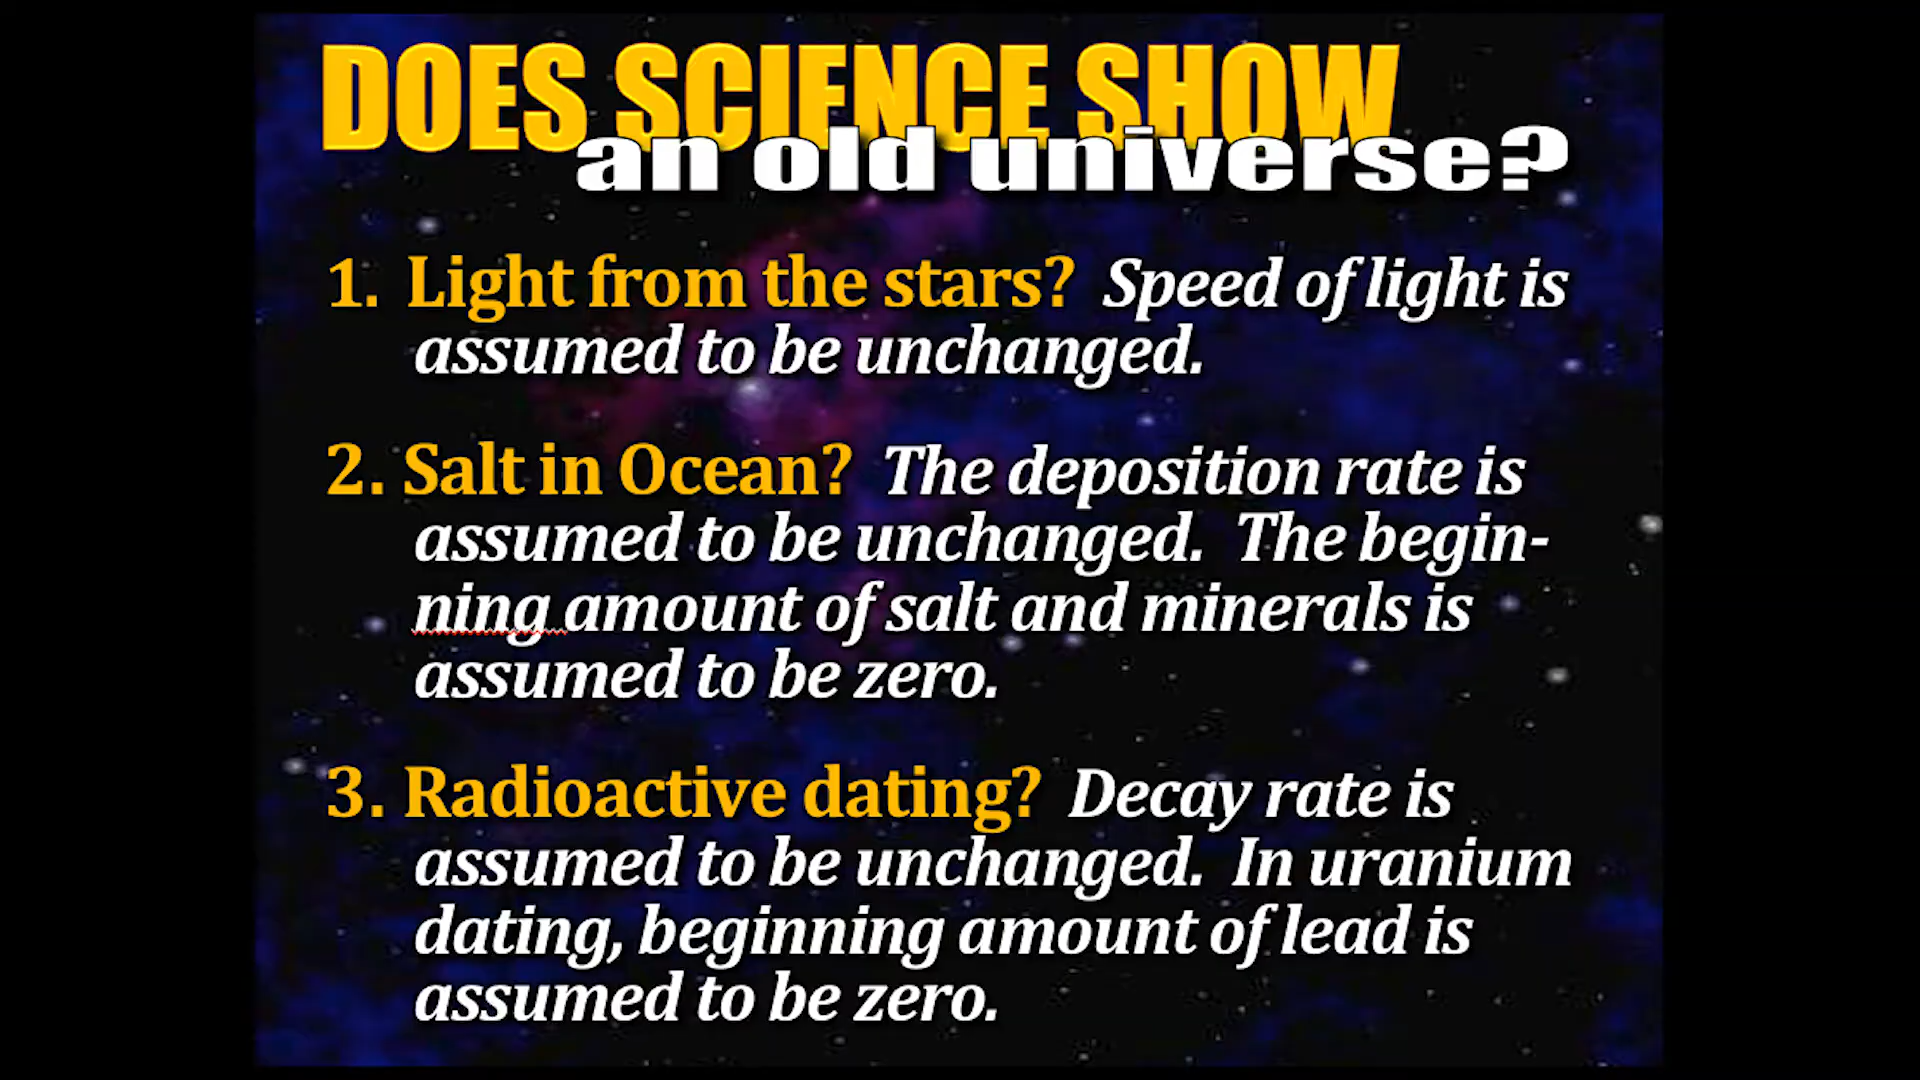 DOES SCIENCE SHOW
an old universe?
1. Light from the stars? Speed of light is
assumed to be unchanged.
2. Salt in Ocean? The deposition rate is
assumed to be unchanged. The begin-
ning amount of salt and minerals is
assumed to be zero.
3. Radioactive dating? Decay rate is
assumed to be unchanged. In uranium
dating, beginning amount of lead is
assumed to be zero.